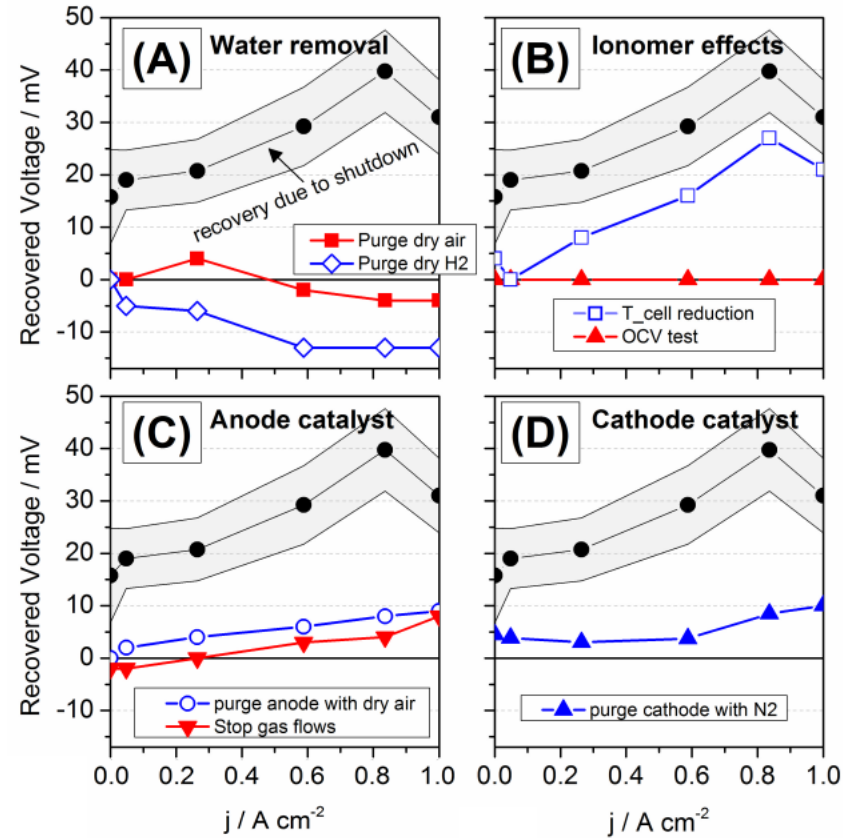 (A) Water removal
(B) Ionomer effects
50
40
30
20
10
0
-10
Recovered Voltage / mV
recovery due to shutdown
Purge dry air
Purge dry H2
T_cell reduction
OCV test
(C) Anode catalyst
(D) Cathode catalyst
50
40
30
20
10
0
-10
Recovered Voltage / mV
purge anode with dry air
Stop gas flows
purge cathode with N2
0.0 0.2 0.4 0.6 0.8 1.0
0.0 0.2 0.4 0.6 0.8 1.0
j / A cm⁻²
j / A cm⁻²